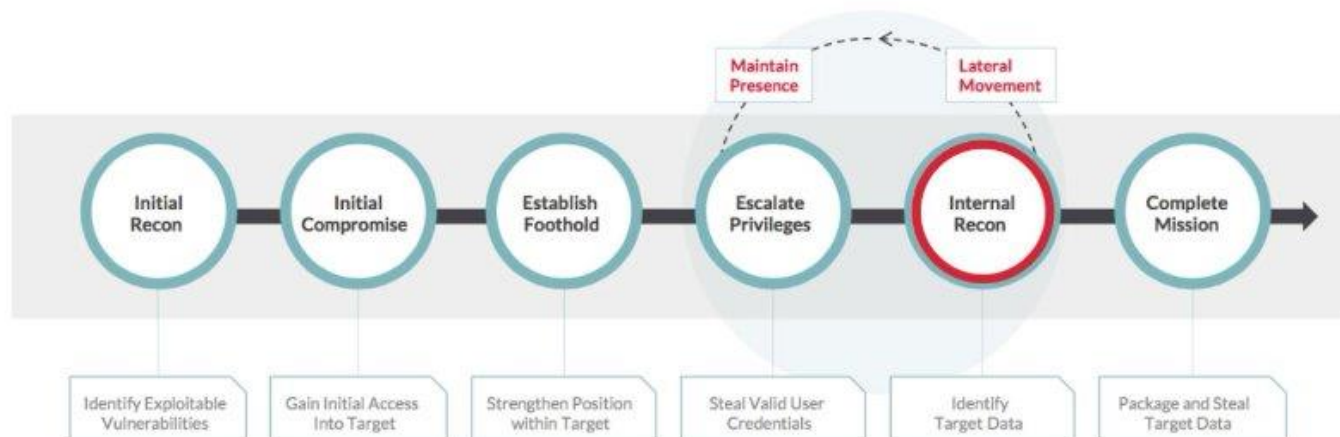 Maintain
Presence
Lateral
Movement
Initial
Recon
Initial
Compromise
Establish
Foothold
Escalate
Privileges
Internal
Recon
Complete
Mission
Identify Exploitable
Vulnerabilities
Gain Initial Access
Into Target
Strengthen Position
within Target
Steal Valid User
Credentials
Identify
Target Data
Package and Steal
Target Data